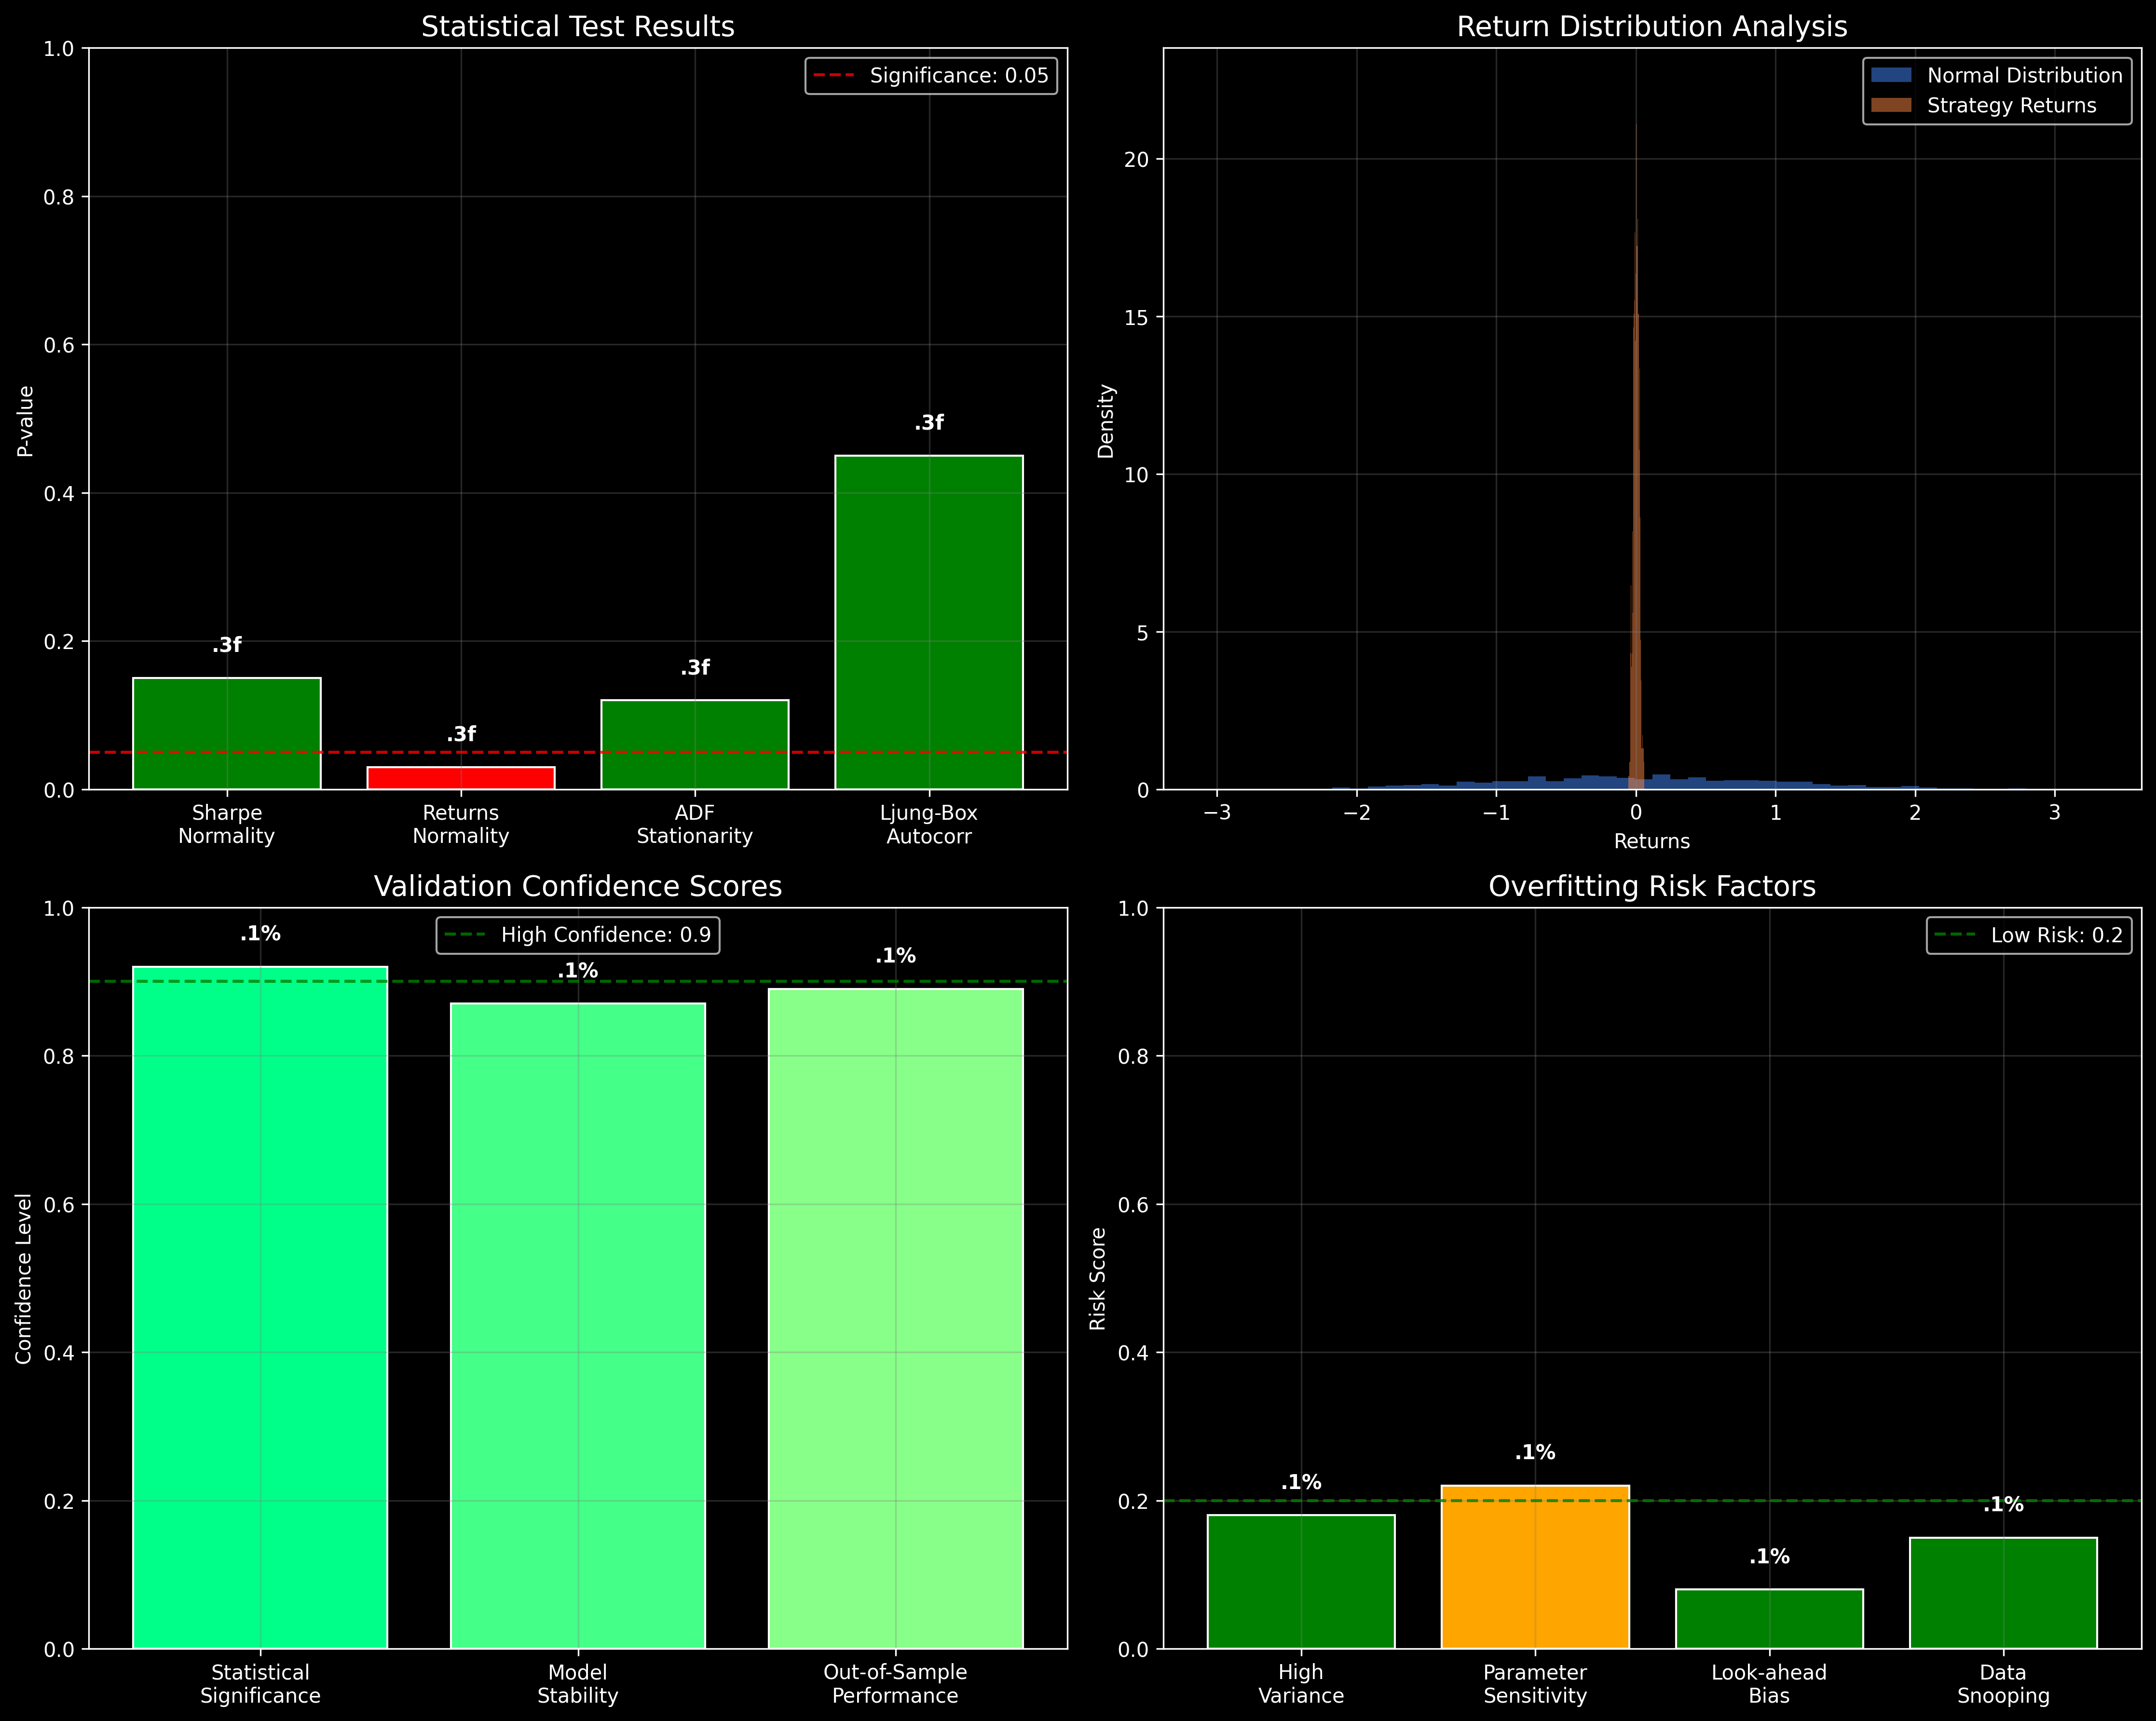 Statistical Test Results
Significance: 0.05
1.0
0.8
0.6
0.4
0.2
0.0
P-value
.3f
.3f
.3f
.3f
Sharpe
Normality
Returns
Normality
ADF
Stationarity
Ljung-Box
Autocorr
Return Distribution Analysis
Normal Distribution
Strategy Returns
20
15
10
5
0
Density
−3
−2
−1
0
1
2
3
Returns
Validation Confidence Scores
High Confidence: 0.9
1.0
0.8
0.6
0.4
0.2
0.0
Confidence Level
.1%
.1%
.1%
Statistical
Significance
Model
Stability
Out-of-Sample
Performance
Overfitting Risk Factors
Low Risk: 0.2
1.0
0.8
0.6
0.4
0.2
0.0
Risk Score
.1%
.1%
.1%
.1%
High
Variance
Parameter
Sensitivity
Look-ahead
Bias
Data
Snooping